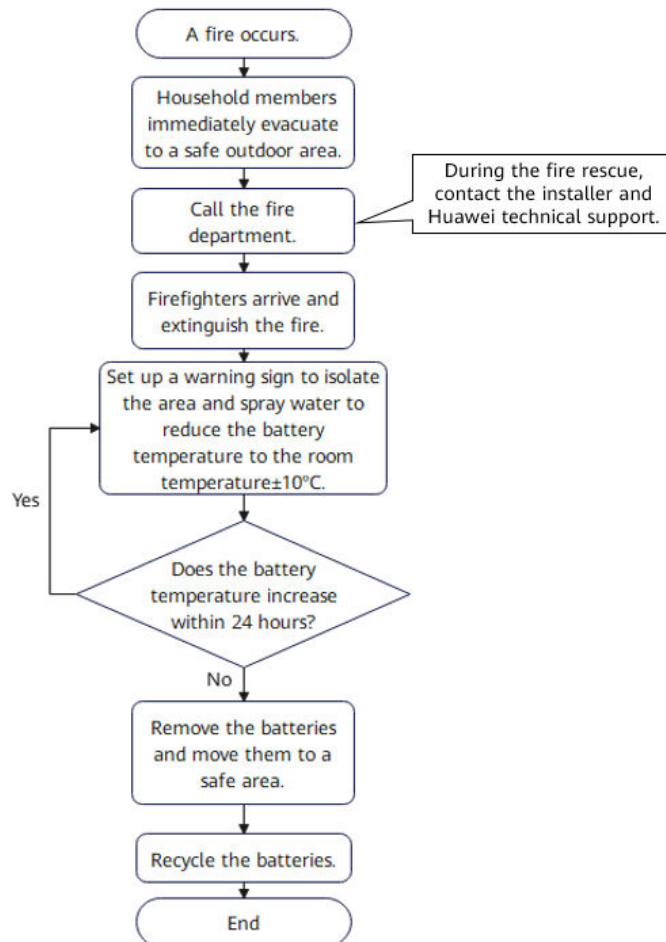 A fire occurs.
Household members
immediately evacuate
to a safe outdoor area.
During the fire rescue,
contact the installer and
Huawei technical support.
Call the fire
department.
Firefighters arrive and
extinguish the fire.
Set up a warning sign to isolate
the area and spray water to
reduce the battery
temperature to the room
temperature±10°C.
Yes
Does the battery
temperature increase
within 24 hours?
No
Remove the batteries
and move them to a
safe area.
Recycle the batteries.
End